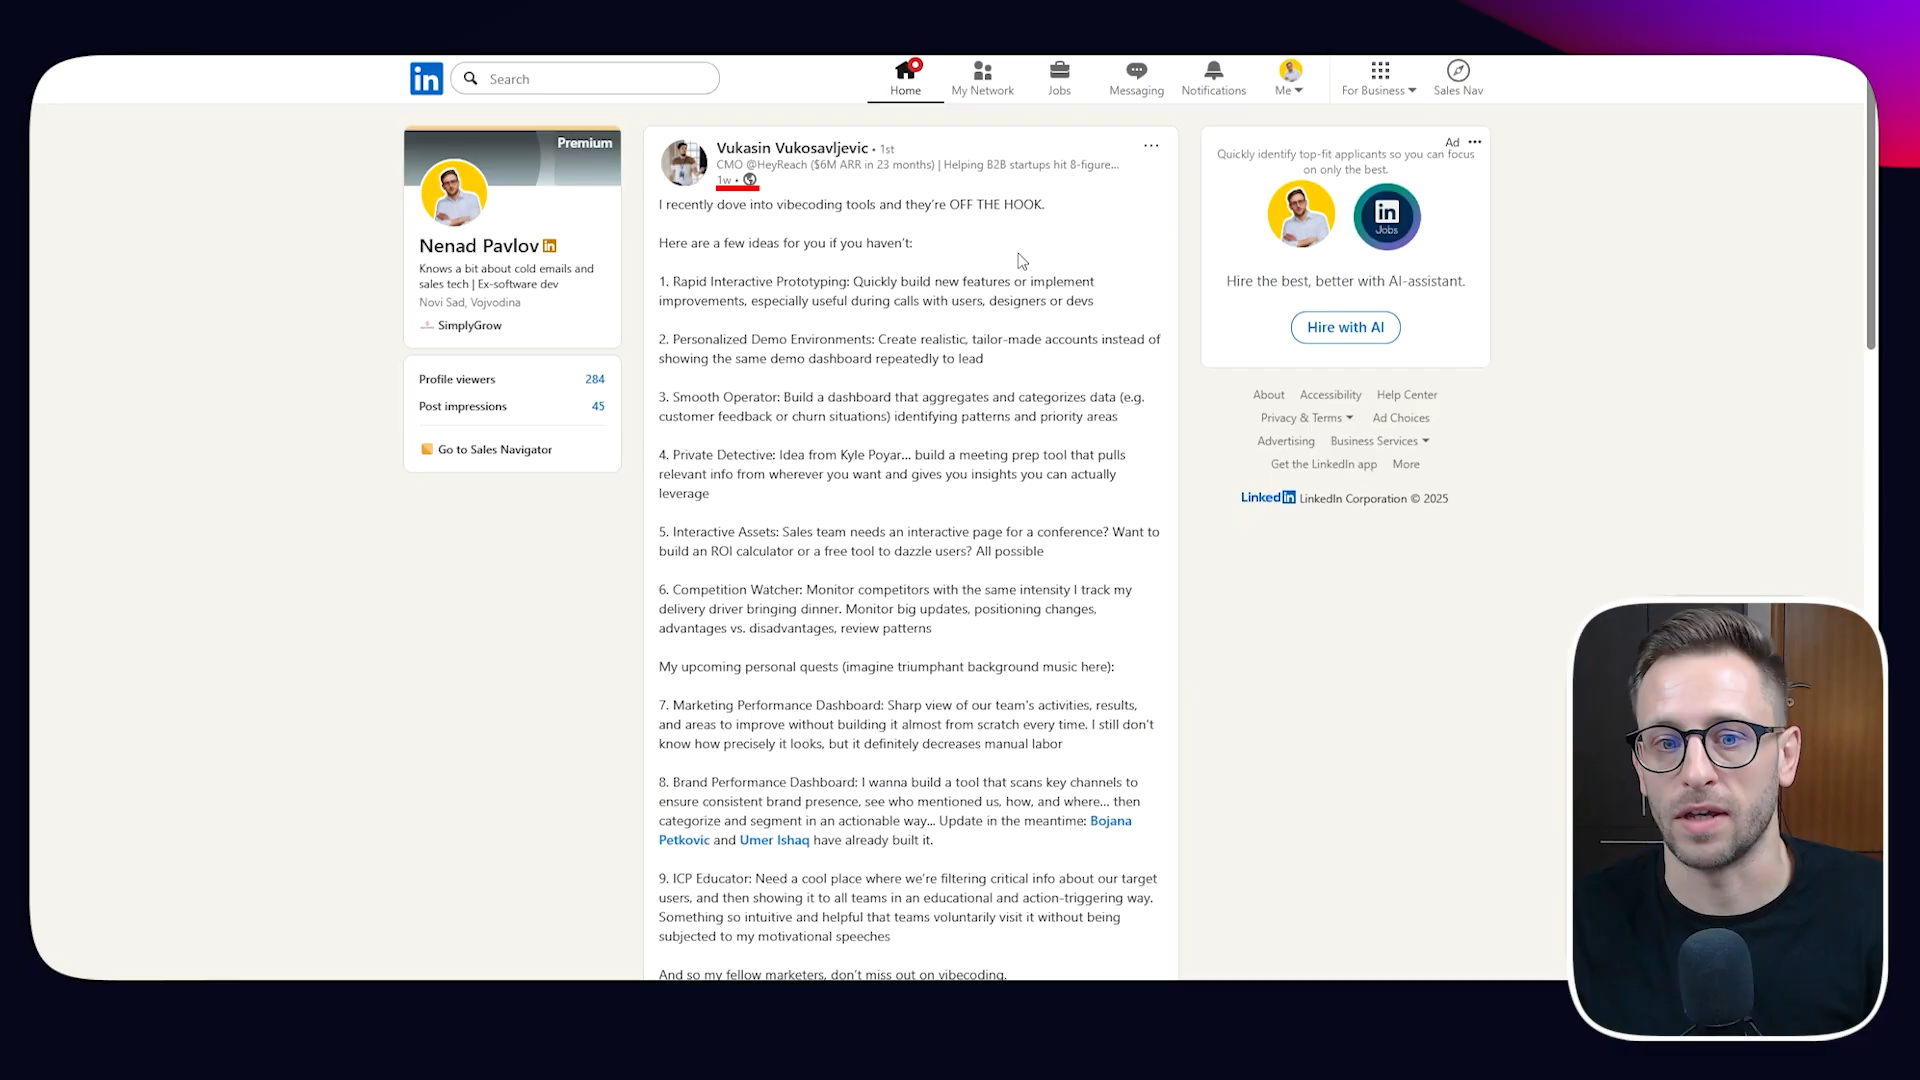 in
Search
Home
My Network
Jobs
Messaging
Notifications
Me
For Business
Sales Nav
Premium
Nenad Pavlov in
Knows a bit about cold emails and
sales tech | Ex-software dev
Novi Sad, Vojvodina
SimplyGrow
Profile viewers 284
Post impressions 45
Go to Sales Navigator
Vukasin Vukosavljevic • 1st
CMO @HeyReach ($6M ARR in 23 months) | Helping B2B startups hit 8-figure...
1w •
I recently dove into vibecoding tools and they're OFF THE HOOK.
Here are a few ideas for you if you haven't:
1. Rapid Interactive Prototyping: Quickly build new features or implement
improvements, especially useful during calls with users, designers or devs
2. Personalized Demo Environments: Create realistic, tailor-made accounts instead of
showing the same demo dashboard repeatedly to lead
3. Smooth Operator: Build a dashboard that aggregates and categorizes data (e.g.
customer feedback or churn situations) identifying patterns and priority areas
4. Private Detective: Idea from Kyle Poyar... build a meeting prep tool that pulls
relevant info from wherever you want and gives you insights you can actually
leverage
5. Interactive Assets: Sales team needs an interactive page for a conference? Want to
build an ROI calculator or a free tool to dazzle users? All possible
6. Competition Watcher: Monitor competitors with the same intensity I track my
delivery driver bringing dinner. Monitor big updates, positioning changes,
advantages vs. disadvantages, review patterns
My upcoming personal quests (imagine triumphant background music here):
7. Marketing Performance Dashboard: Sharp view of our team's activities, results,
and areas to improve without building it almost from scratch every time. I still don't
know how precisely it looks, but it definitely decreases manual labor
8. Brand Performance Dashboard: I wanna build a tool that scans key channels to
ensure consistent brand presence, see who mentioned us, how, and where... then
categorize and segment in an actionable way... Update in the meantime: Bojana
Petkovic and Umer Ishaq have already built it.
9. ICP Educator: Need a cool place where we're filtering critical info about our target
users, and then showing it to all teams in an educational and action-triggering way.
Something so intuitive and helpful that teams voluntarily visit it without being
subjected to my motivational speeches
And so my fellow marketers, don't miss out on vibecoding.
Ad
Quickly identify top-fit applicants so you can focus
on only the best.
in
Jobs
Hire the best, better with AI-assistant.
Hire with AI
About Accessibility Help Center
Privacy & Terms Ad Choices
Advertising Business Services
Get the LinkedIn app More
Linkedin LinkedIn Corporation © 2025